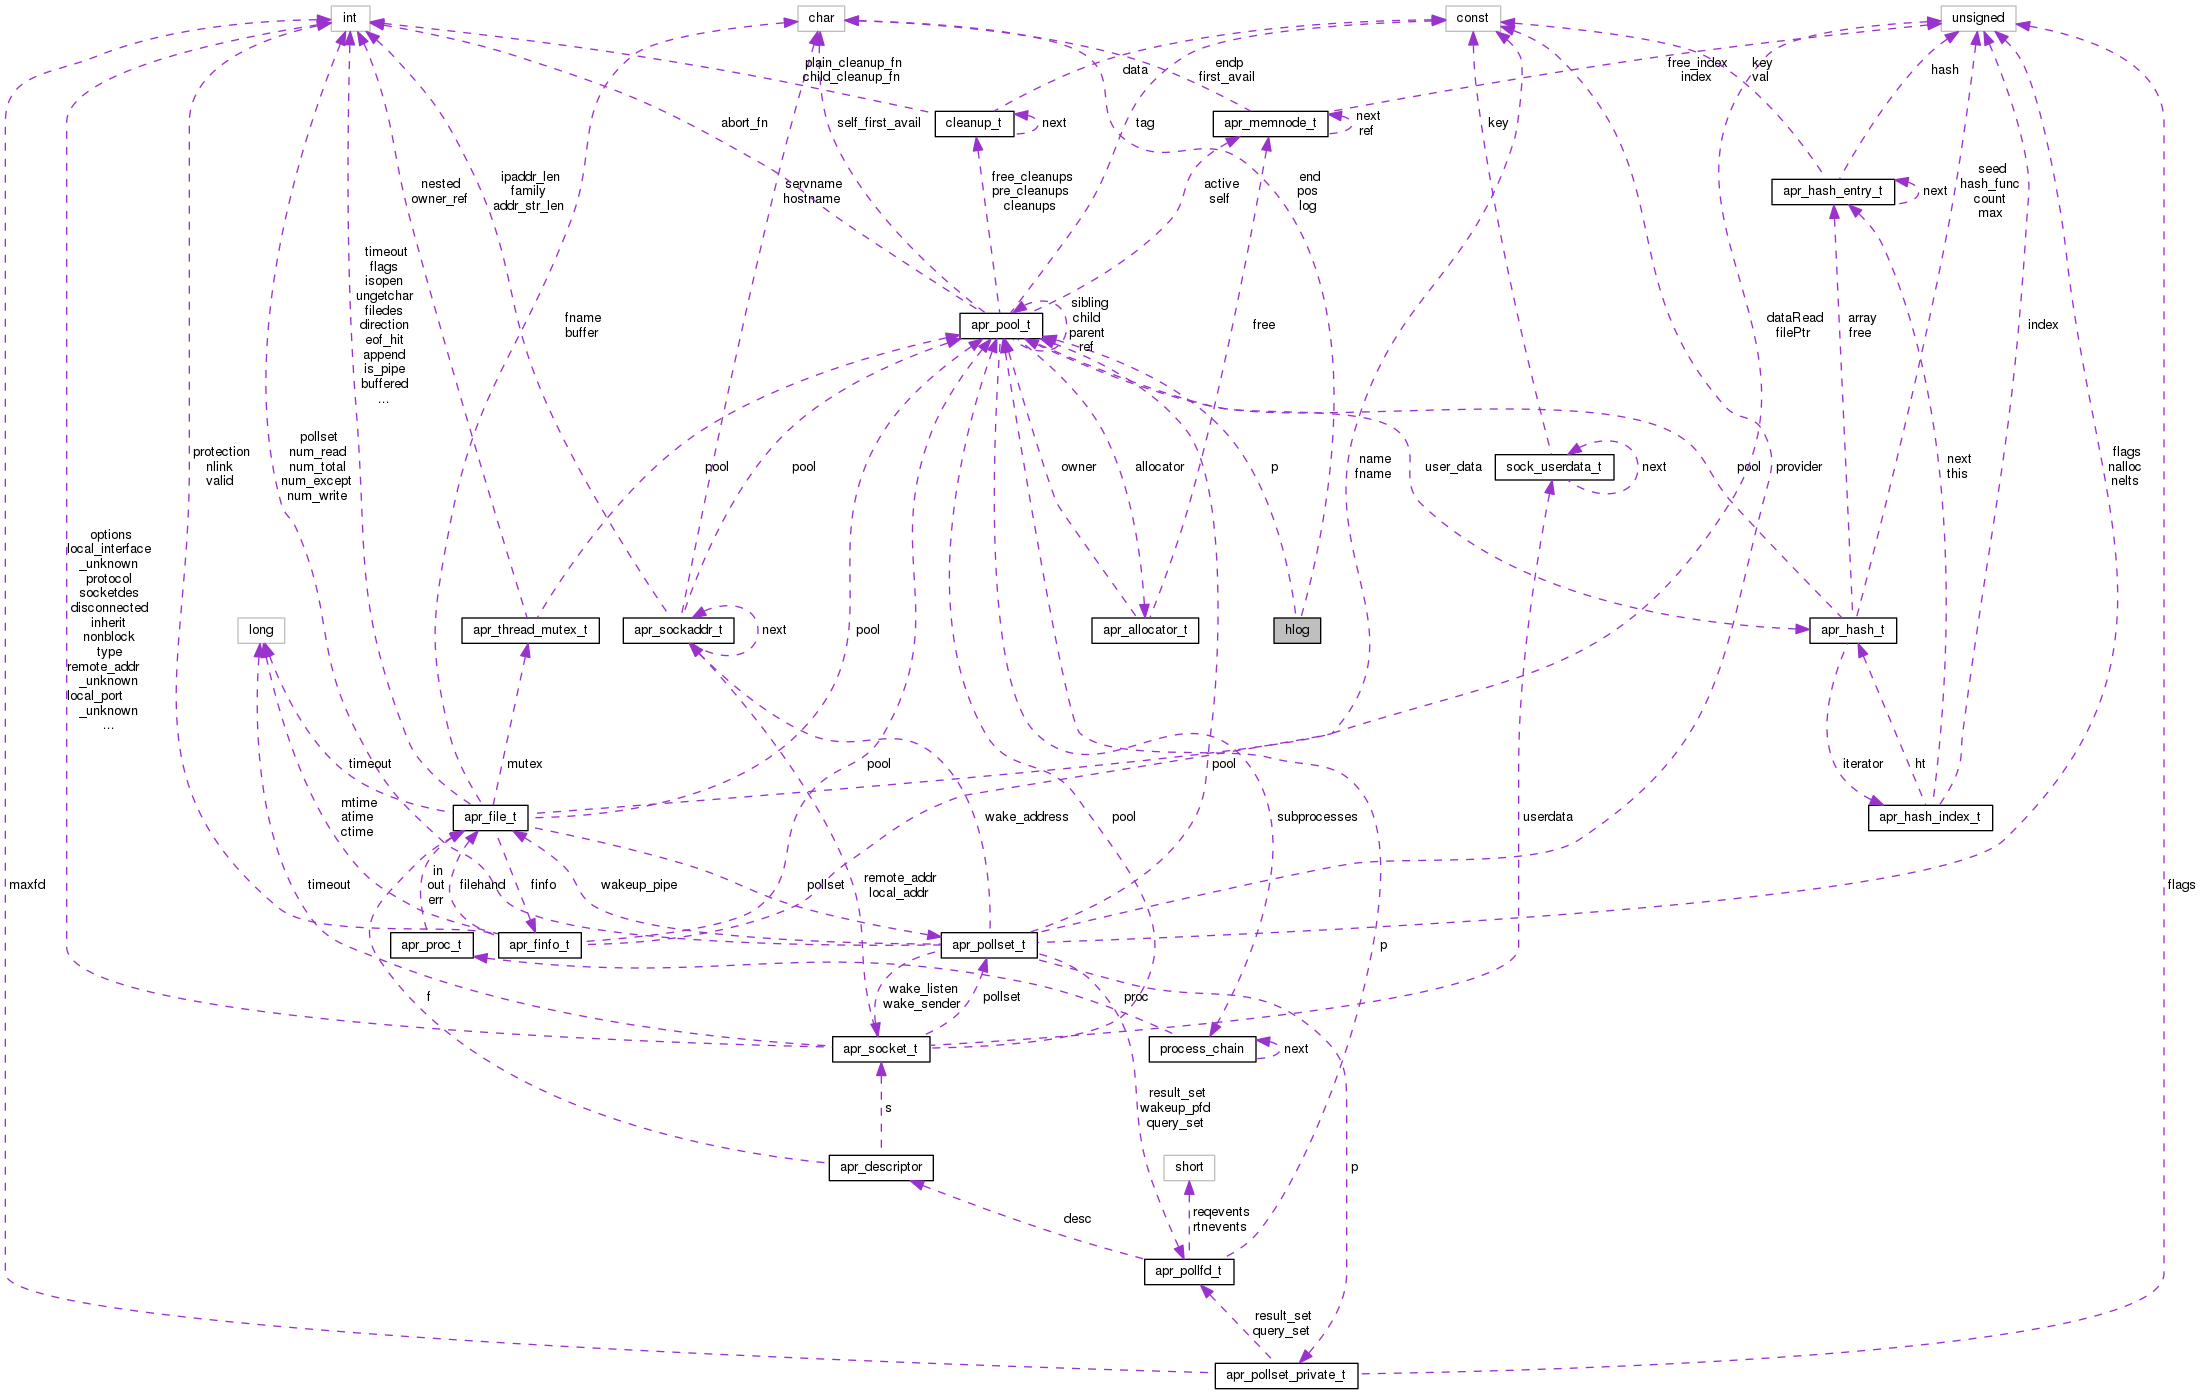 int
char
const
unsigned
plain_cleanup_fn
child_cleanup_fn
data
endp
first_avail
free_index
index
key
val
hash
abort_fn
self_first_avail
cleanup_t
next
tag
apr_memnode_t
next
ref
key
nested
owner_ref
ipaddr_len
family
addr_str_len
servname
hostname
free_cleanups
pre_cleanups
cleanups
active
self
end
pos
log
apr_hash_entry_t
next
seed
hash_func
count
max
timeout
flags
isopen
ungetchar
filedes
direction
eof_hit
append
is_pipe
buffered
...
fname
buffer
apr_pool_t
sibling
child
parent
ref
free
dataRead
filePtr
array
free
index
protection
nlink
valid
pollset
num_read
num_total
num_except
num_write
pool
pool
owner
allocator
p
name
fname
user_data
sock_userdata_t
next
pool
provider
next
this
flags
nalloc
nelts
options
local_interface
_unknown
protocol
socketdes
disconnected
inherit
nonblock
type
remote_addr
_unknown
local_port
_unknown
...
long
apr_thread_mutex_t
apr_sockaddr_t
next
pool
apr_allocator_t
hlog
apr_hash_t
timeout
mutex
pool
pool
iterator
ht
mtime
atime
ctime
apr_file_t
wake_address
pool
subprocesses
userdata
apr_hash_index_t
maxfd
timeout
in
out
err
filehand
finfo
wakeup_pipe
pollset
remote_addr
local_addr
flags
apr_proc_t
apr_finfo_t
apr_pollset_t
p
f
wake_listen
wake_sender
pollset
proc
apr_socket_t
process_chain
next
s
result_set
wakeup_pfd
query_set
apr_descriptor
short
p
desc
reqevents
rtnevents
apr_pollfd_t
result_set
query_set
apr_pollset_private_t